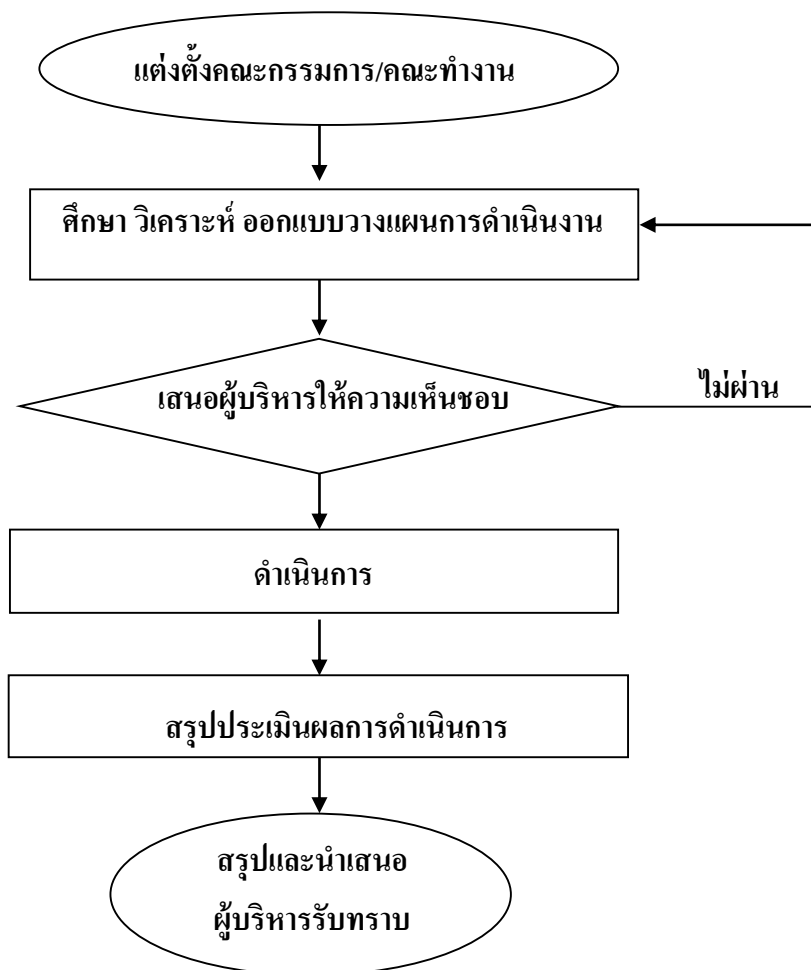 แต่งตั้งคณะกรรมการ/คณะทำงาน
ศึกษา วิเคราะห์ ออกแบบวางแผนการดำเนินงาน
เสนอผู้บริหารให้ความเห็นชอบ
ไม่ผ่าน
ดำเนินการ
สรุปประเมินผลการดำเนินการ
สรุปและนำเสนอ
ผู้บริหารรับทราบ